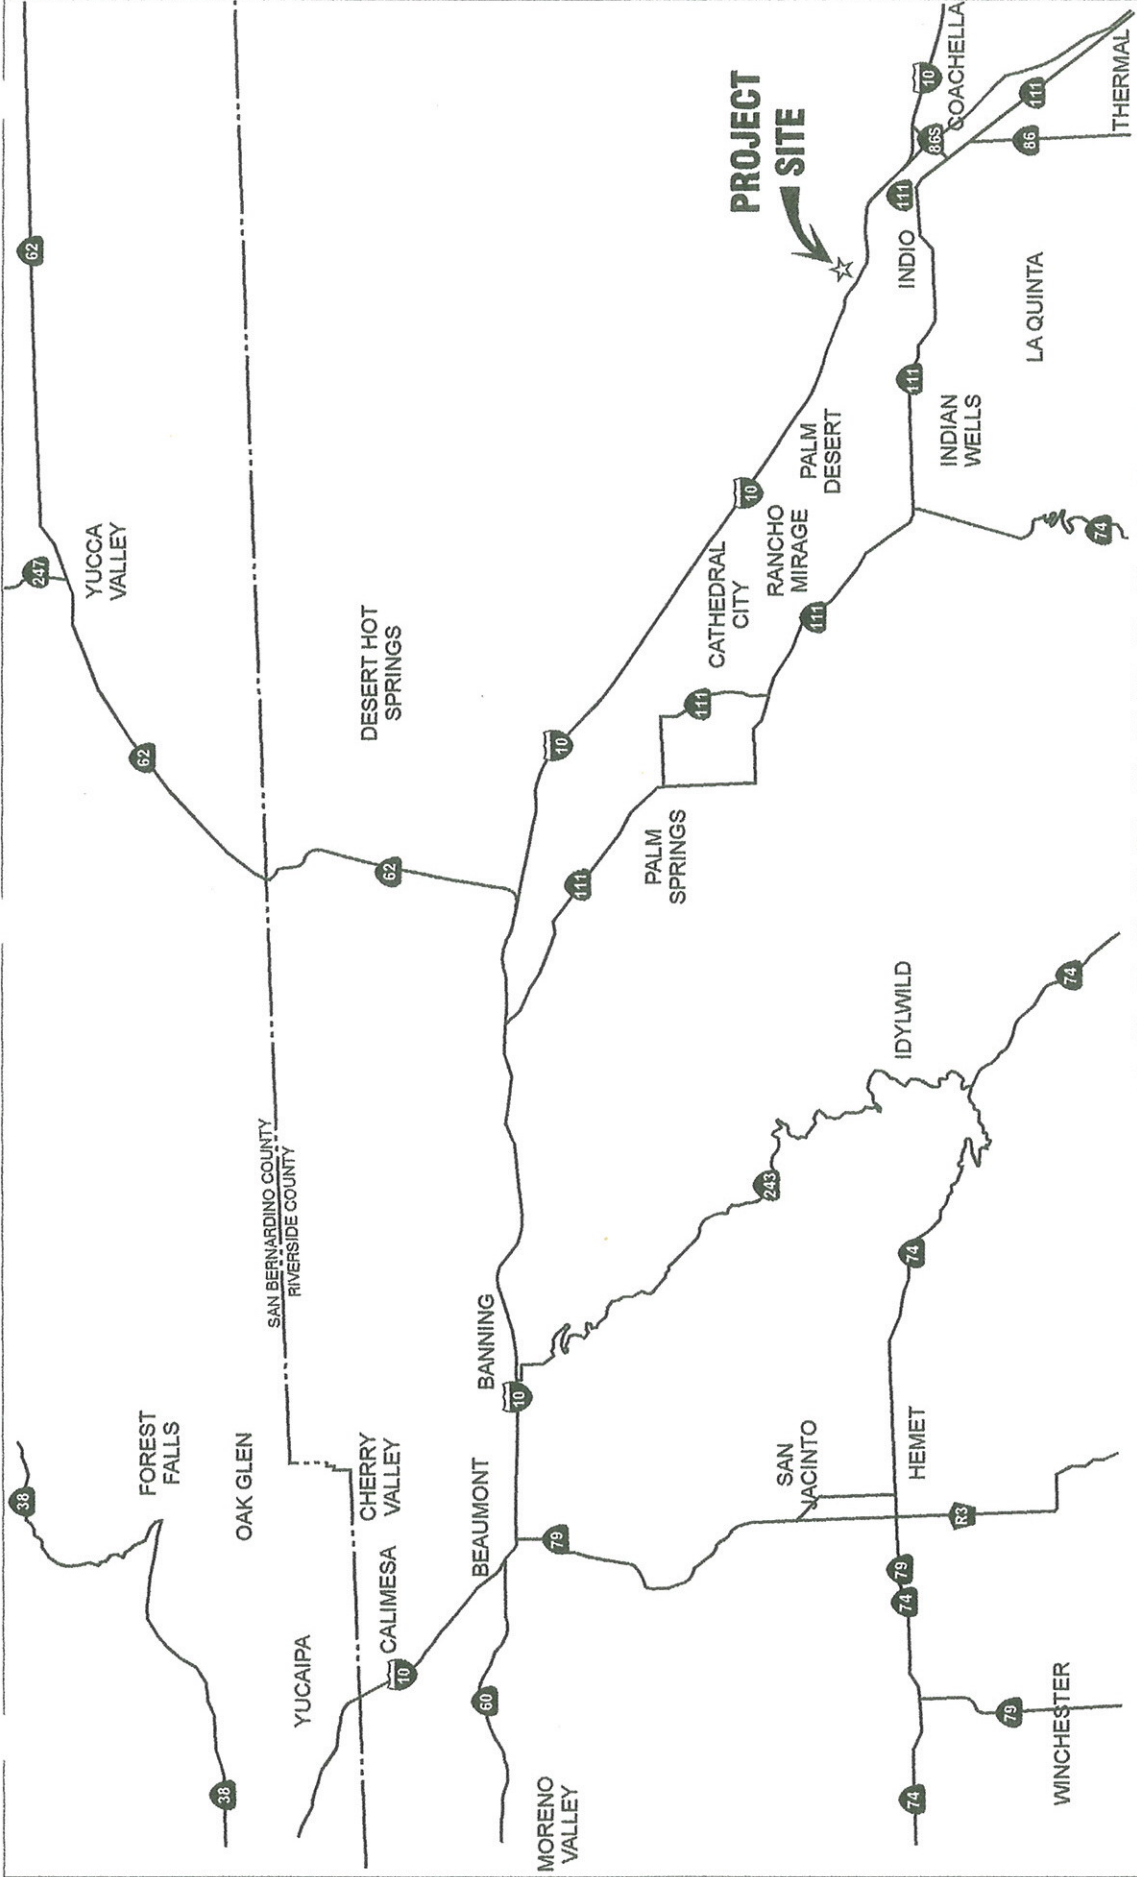 38
FOREST
FALLS
OAK GLEN
38
YUCAIPA
CALIMESA
10
CHERRY
VALLEY
SAN BERNARDINO COUNTY
RIVERSIDE COUNTY
247
YUCCA
VALLEY
62
62
62
DESERT HOT
SPRINGS
MORENO
VALLEY
60
BEAUMONT
79
BANNING
10
10
111
PALM
SPRINGS
111
CATHEDRAL
CITY
RANCHO
MIRAGE
111
10
PALM
DESERT
PROJECT
SITE
243
IDYLWILD
SAN
JACINTO
HEMET
74
74
79
74
R3
79
WINCHESTER
74
74
INDIAN
WELLS
111
LA QUINTA
INDIO
111
86S
10
COACHELLA
111
86
THERMAL